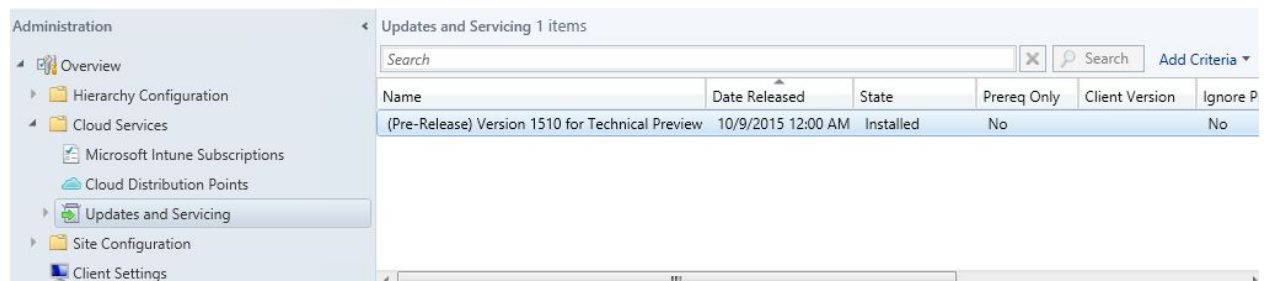 Administration
Overview
Hierarchy Configuration
Cloud Services
Microsoft Intune Subscriptions
Cloud Distribution Points
Updates and Servicing
Site Configuration
Client Settings
Updates and Servicing 1 items
Search Search Add Criteria
Name Date Released State Prereq Only Client Version Ignore P
(Pre-Release) Version 1510 for Technical Preview 10/9/2015 12:00 AM Installed No No